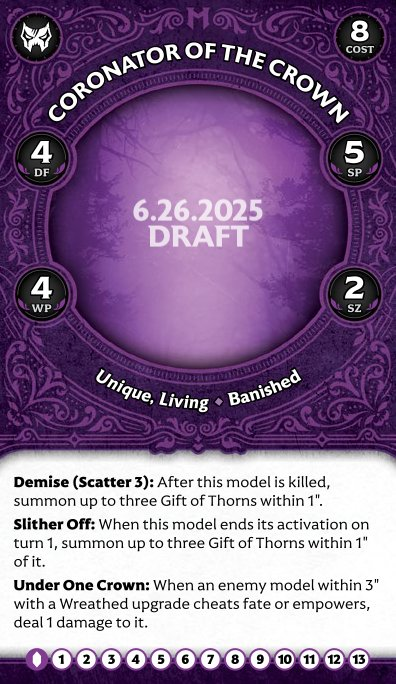 8
COST
CORONATOR OF THE CROWN
4
DF
5
SP
6.26.2025
DRAFT
4
WP
2
SZ
Unique, Living ◆ Banished
Demise (Scatter 3): After this model is killed,
summon up to three Gift of Thorns within 1".
Slither Off: When this model ends its activation on
turn 1, summon up to three Gift of Thorns within 1"
of it.
Under One Crown: When an enemy model within 3"
with a Wreathed upgrade cheats fate or empowers,
deal 1 damage to it.
1 2 3 4 5 6 7 8 9 10 11 12 13